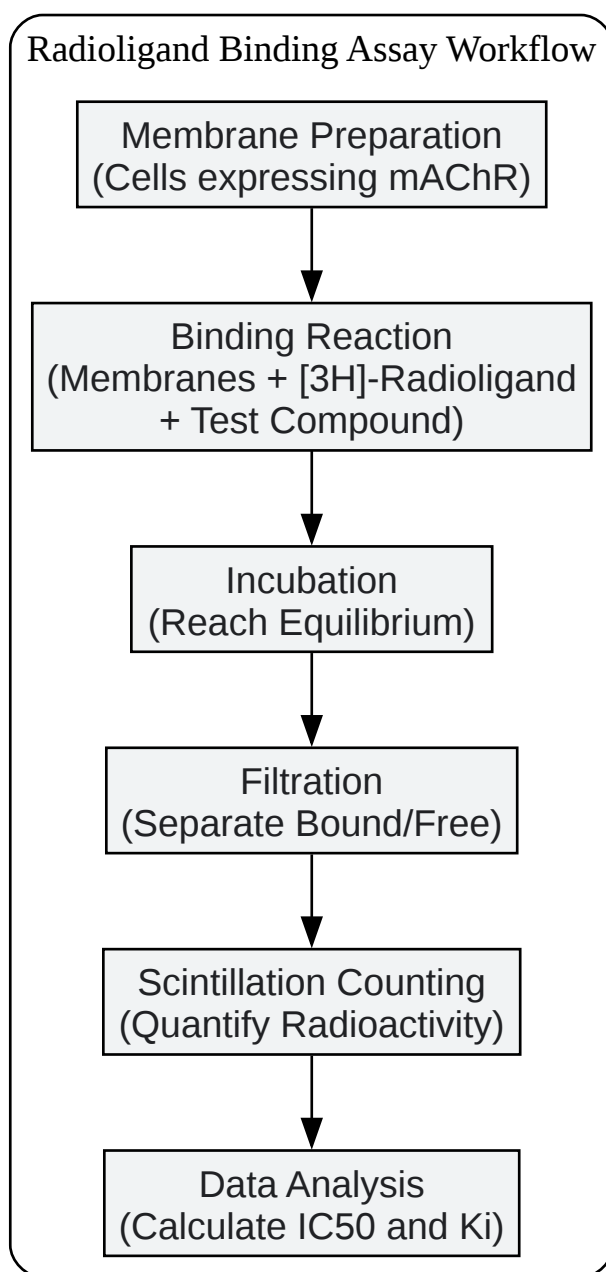 Radioligand Binding Assay Workflow
Membrane Preparation
(Cells expressing mAChR)
Binding Reaction
(Membranes + [3H]-Radioligand
+ Test Compound)
Incubation
(Reach Equilibrium)
Filtration
(Separate Bound/Free)
Scintillation Counting
(Quantify Radioactivity)
Data Analysis
(Calculate IC50 and Ki)